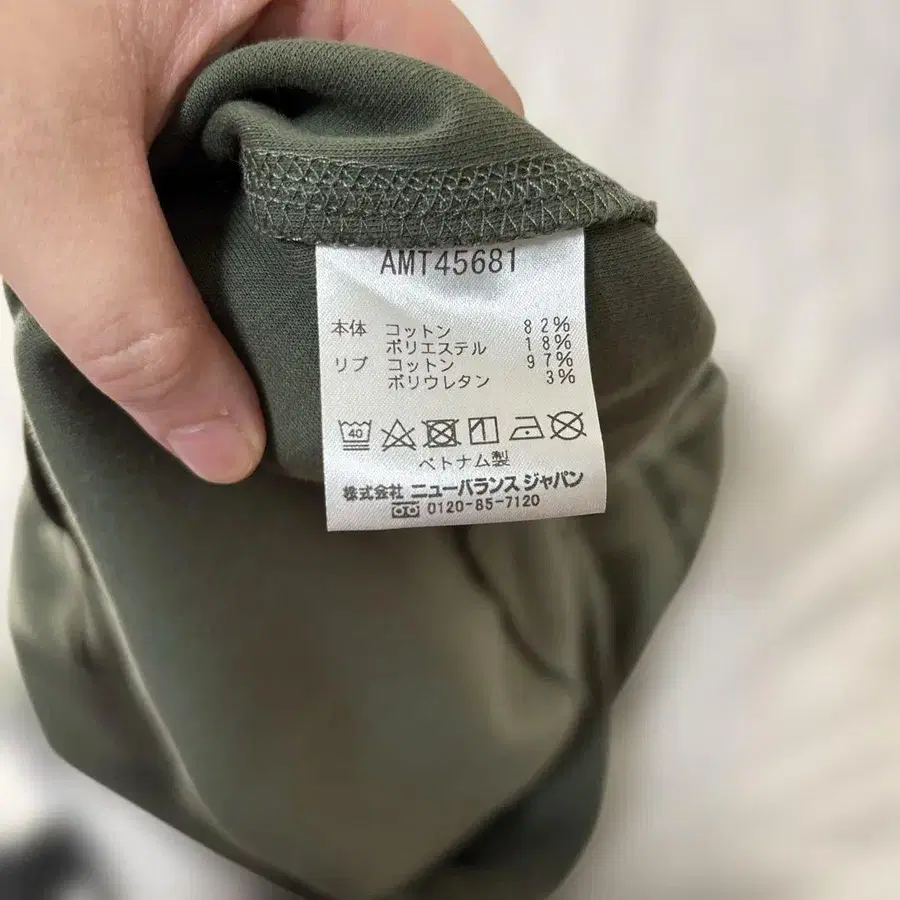 AMT45681
本体 コットン 82%
ポリエステル 18%
リブ コットン 97%
ポリウレタン 3%
40
ベトナム製
株式会社 ニューバランス ジャパン
0120-85-7120